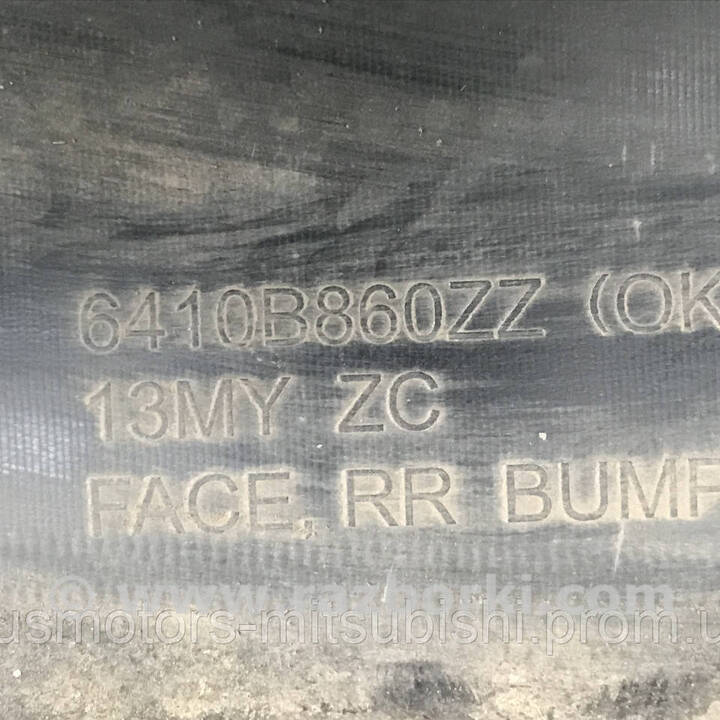 6410B860ZZ (OK
13MY ZC
FACE, RR BUMP
© www.razborki.com
usmotors-mitsubishi.prom.u